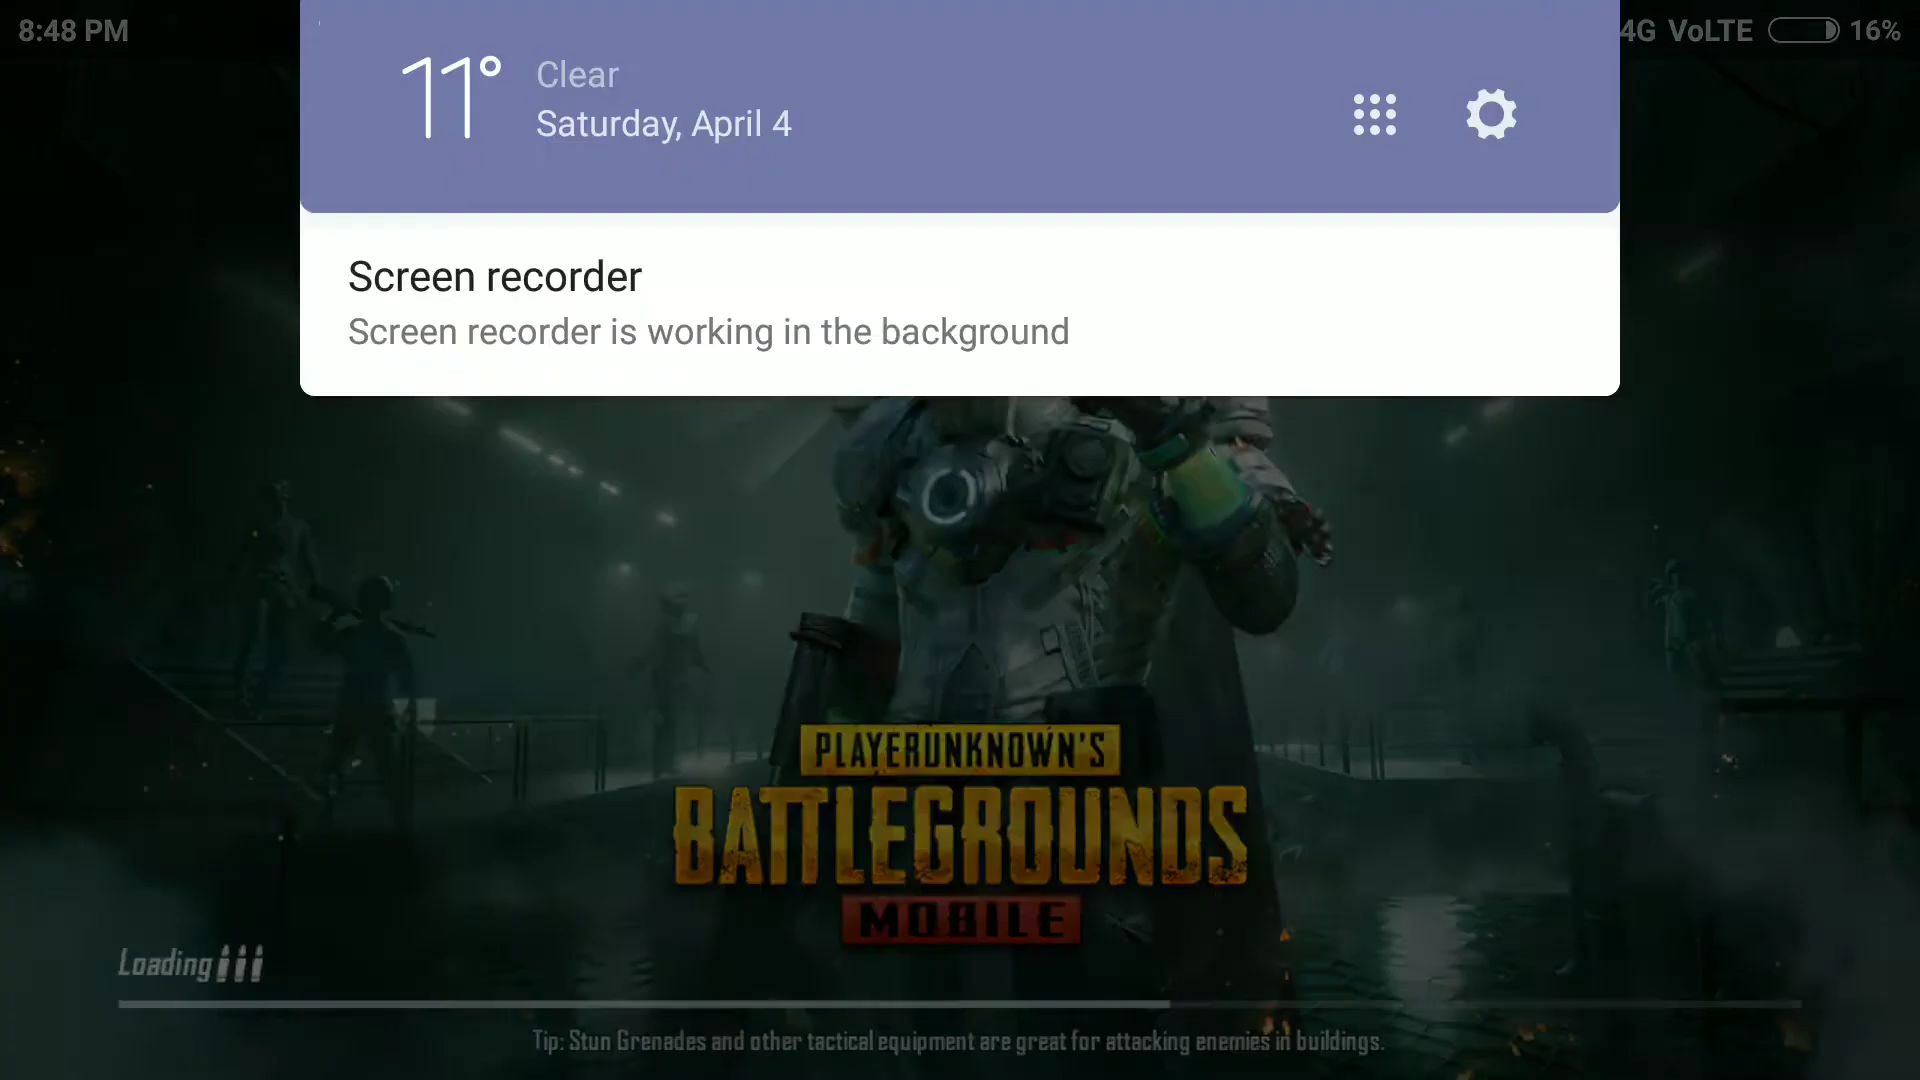 8:48 PM
4G VoLTE 16%
11°
Clear
Saturday, April 4
Screen recorder
Screen recorder is working in the background
PLAYERUNKNOWN'S
BATTLEGROUNDS
MOBILE
Loading
Tip: Stun Grenades and other tactical equipment are great for attacking enemies in buildings.